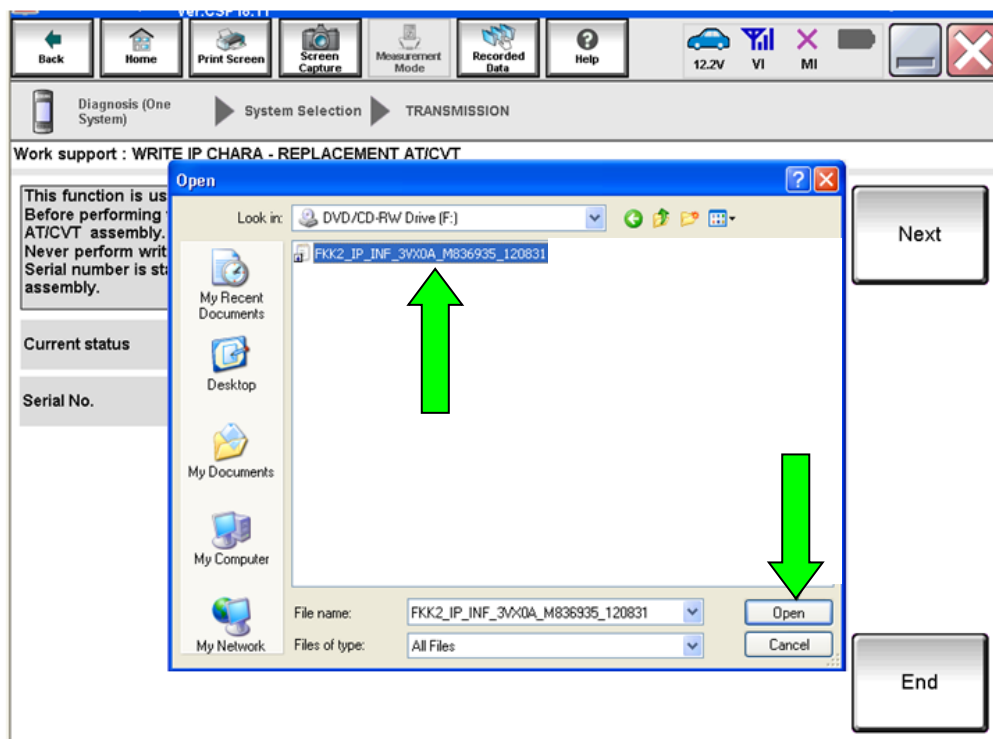 Back
Home
Print Screen
Screen Capture
Measurement Mode
Recorded Data
Help
12.2V
VI
MI
Diagnosis (One System)
System Selection
TRANSMISSION
Work support : WRITE IP CHARA - REPLACEMENT AT/CVT
This function is us
Before performing
AT/CVT assembly.
Never perform writ
Serial number is sta
assembly.
Current status
Serial No.
Next
End
Open
Look in:
DVD/CD-RW Drive (F:)
FKK2_IP_INF_3VX0A_M836935_120831
My Recent Documents
Desktop
My Documents
My Computer
My Network
File name:
FKK2_IP_INF_3VX0A_M836935_120831
Open
Files of type:
All Files
Cancel